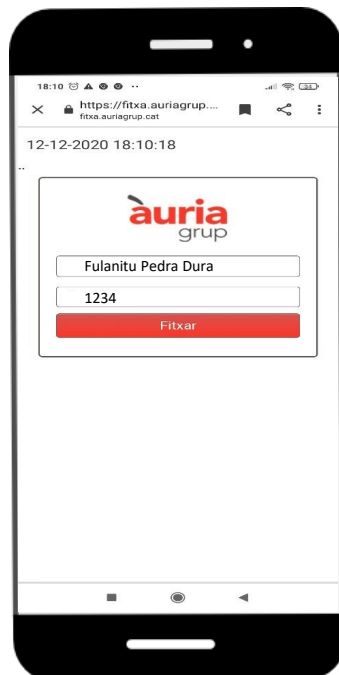 18:10
https://fitxa.auriagrup....
fitxa.auriagrup.cat
12-12-2020 18:10:18
..
àuria
grup
Fulanitu Pedra Dura
1234
Fitxar